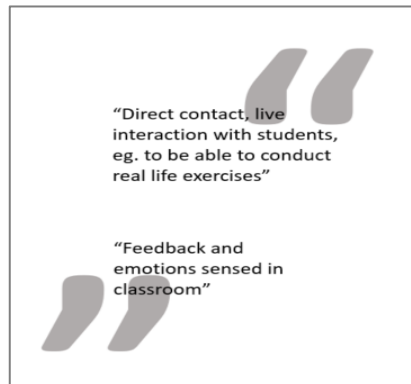 “Direct contact, live
interaction with students,
eg. to be able to conduct
real life exercises”
“Feedback and
emotions sensed in
classroom”